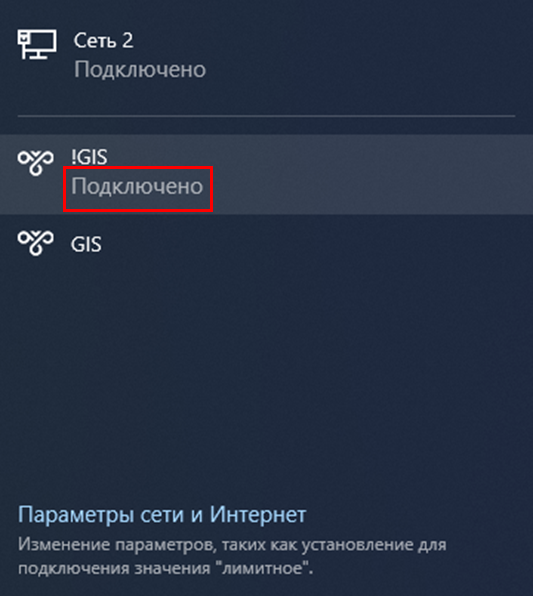 Сеть 2
Подключено
!GIS
Подключено
GIS
Параметры сети и Интернет
Изменение параметров, таких как установление для
подключения значения "лимитное".